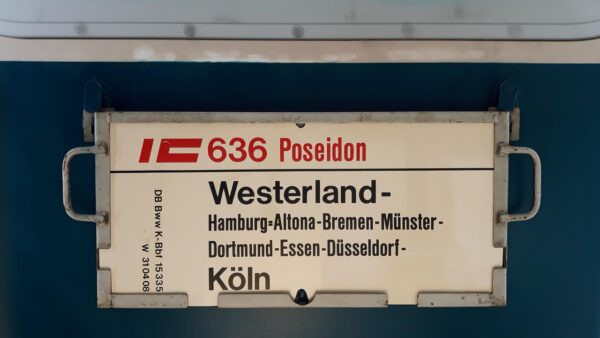 IC 636 Poseidon
Westerland-
Hamburg=Altona-Bremen-Münster-
Dortmund-Essen-Düsseldorf-
Köln
DB Bww K-Bbf 15335
W 310408